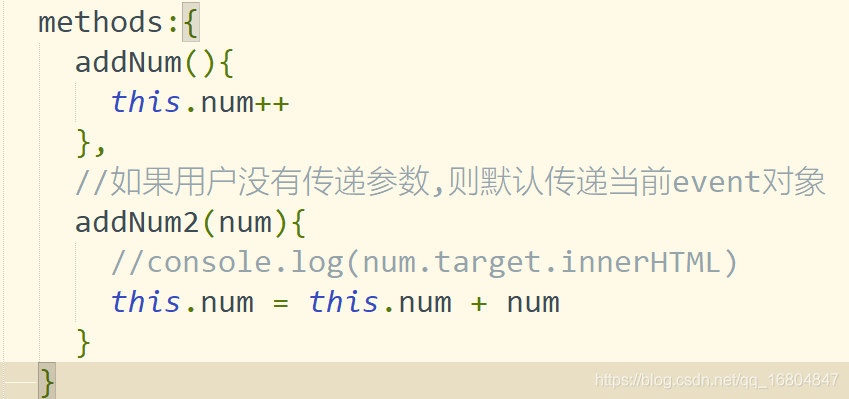 methods:{
addNum(){
this.num++
},
//如果用户没有传递参数,则默认传递当前event对象
addNum2(num){
//console.log(num.target.innerHTML)
this.num = this.num + num
}
}
https://blog.csdn.net/qq_16804847